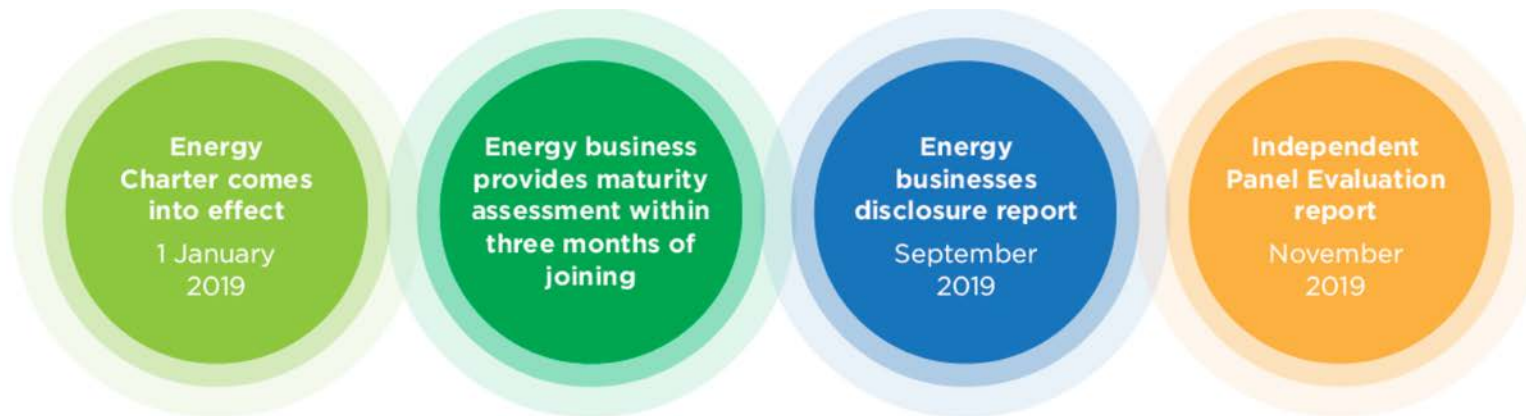 Energy
Charter comes
into effect
1 January
2019
Energy business
provides maturity
assessment within
three months of
joining
Energy
businesses
disclosure report
September
2019
Independent
Panel Evaluation
report
November
2019